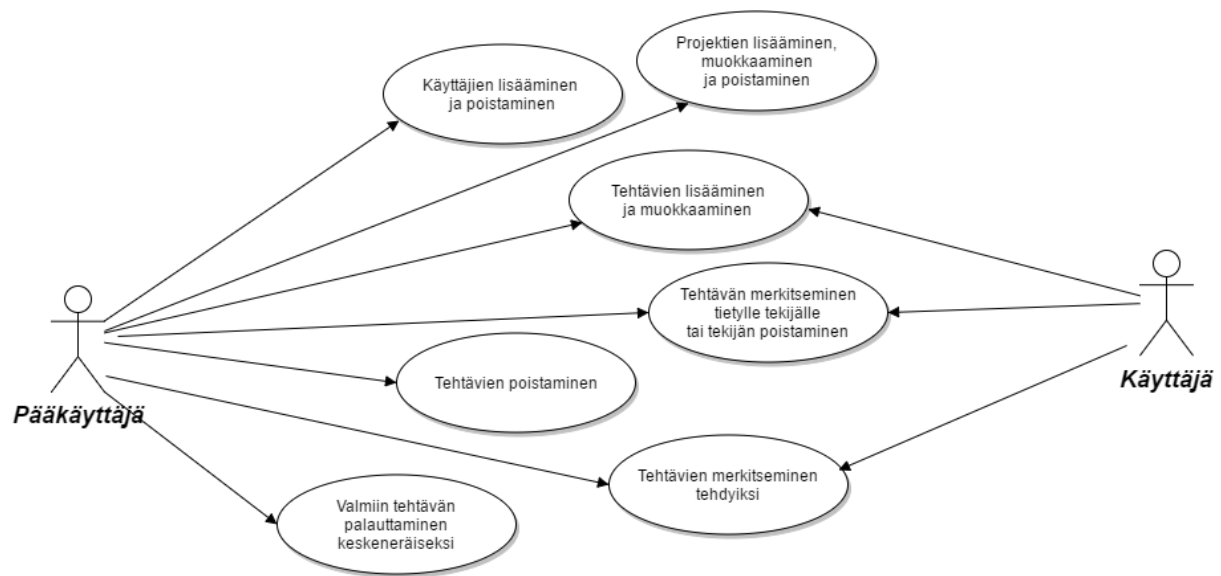 Projektien lisääminen,
muokkaaminen
ja poistaminen
Käyttäjien lisääminen
ja poistaminen
Tehtävien lisääminen
ja muokkaaminen
Tehtävän merkitseminen
tietylle tekijälle
tai tekijän poistaminen
Tehtävien poistaminen
Käyttäjä
Pääkäyttäjä
Tehtävien merkitseminen
tehdyiksi
Valmiin tehtävän
palauttaminen
keskeneräiseksi